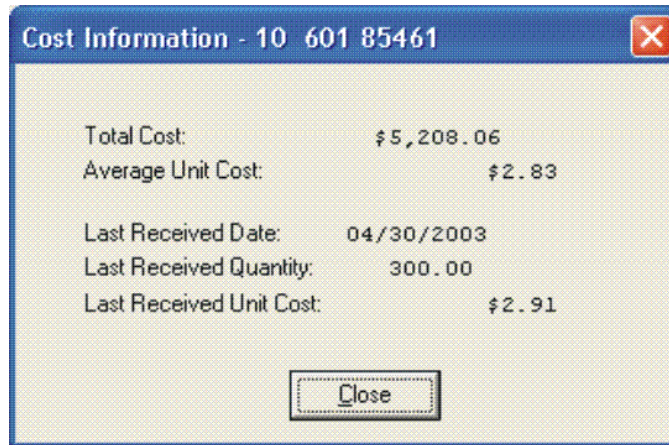 Cost Information - 10 601 85461
Total Cost: $5,208.06
Average Unit Cost: $2.83
Last Received Date: 04/30/2003
Last Received Quantity: 300.00
Last Received Unit Cost: $2.91
Close